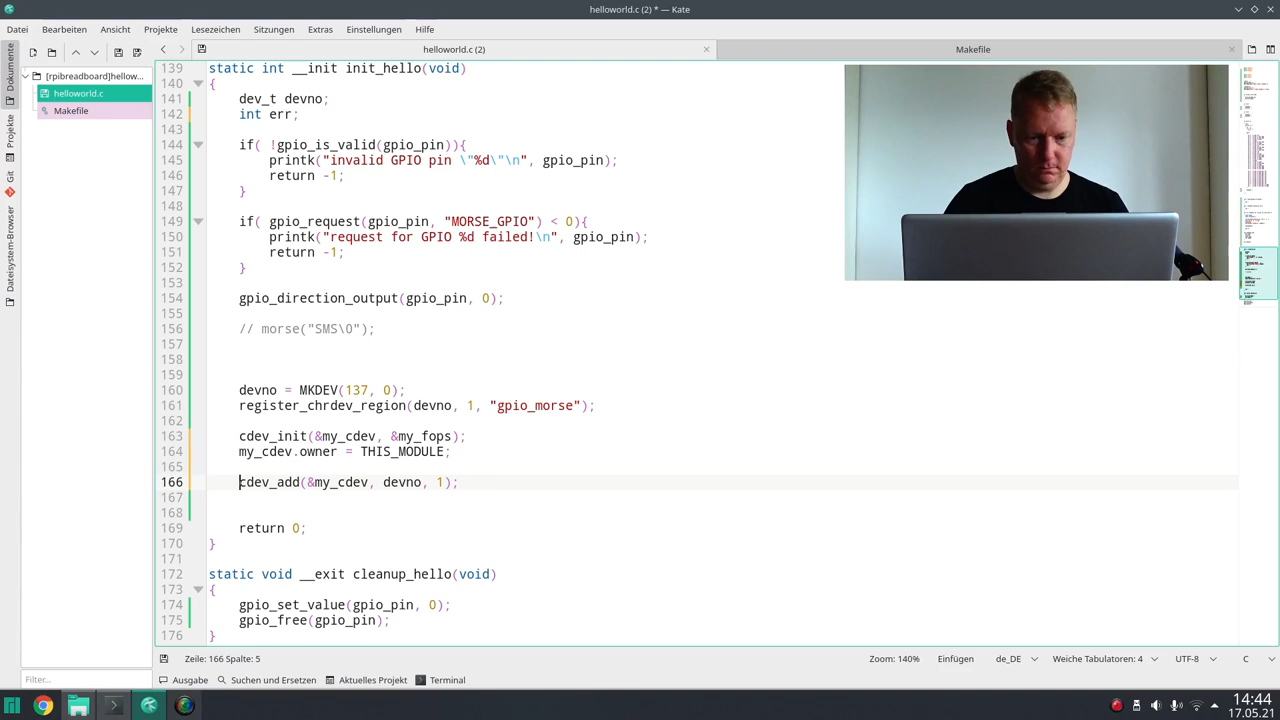 helloworld.c (2) * — Kate
Datei Bearbeiten Ansicht Projekte Lesezeichen Sitzungen Extras Einstellungen Hilfe
helloworld.c (2) Makefile
Dokumente
Projekte
Git
Dateisystem-Browser
[rpibreadboard]hellow...
helloworld.c
Makefile
Filter...
139 static int __init init_hello(void)
140 {
141 dev_t devno;
142 int err;
143
144 if( !gpio_is_valid(gpio_pin)){
145 printk("invalid GPIO pin \"%d\"\n", gpio_pin);
146 return -1;
147 }
148
149 if( gpio_request(gpio_pin, "MORSE_GPIO") < 0){
150 printk("request for GPIO %d failed!\n", gpio_pin);
151 return -1;
152 }
153
154 gpio_direction_output(gpio_pin, 0);
155
156 // morse("SMS\0");
157
158
159
160 devno = MKDEV(137, 0);
161 register_chrdev_region(devno, 1, "gpio_morse");
162
163 cdev_init(&my_cdev, &my_fops);
164 my_cdev.owner = THIS_MODULE;
165
166 cdev_add(&my_cdev, devno, 1);
167
168
169 return 0;
170 }
171
172 static void __exit cleanup_hello(void)
173 {
174 gpio_set_value(gpio_pin, 0);
175 gpio_free(gpio_pin);
176 }
Zeile: 166 Spalte: 5 Zoom: 140% Einfügen de_DE Weiche Tabulatoren: 4 UTF-8 C
Ausgabe Suchen und Ersetzen Aktuelles Projekt Terminal
14:44
17.05.21